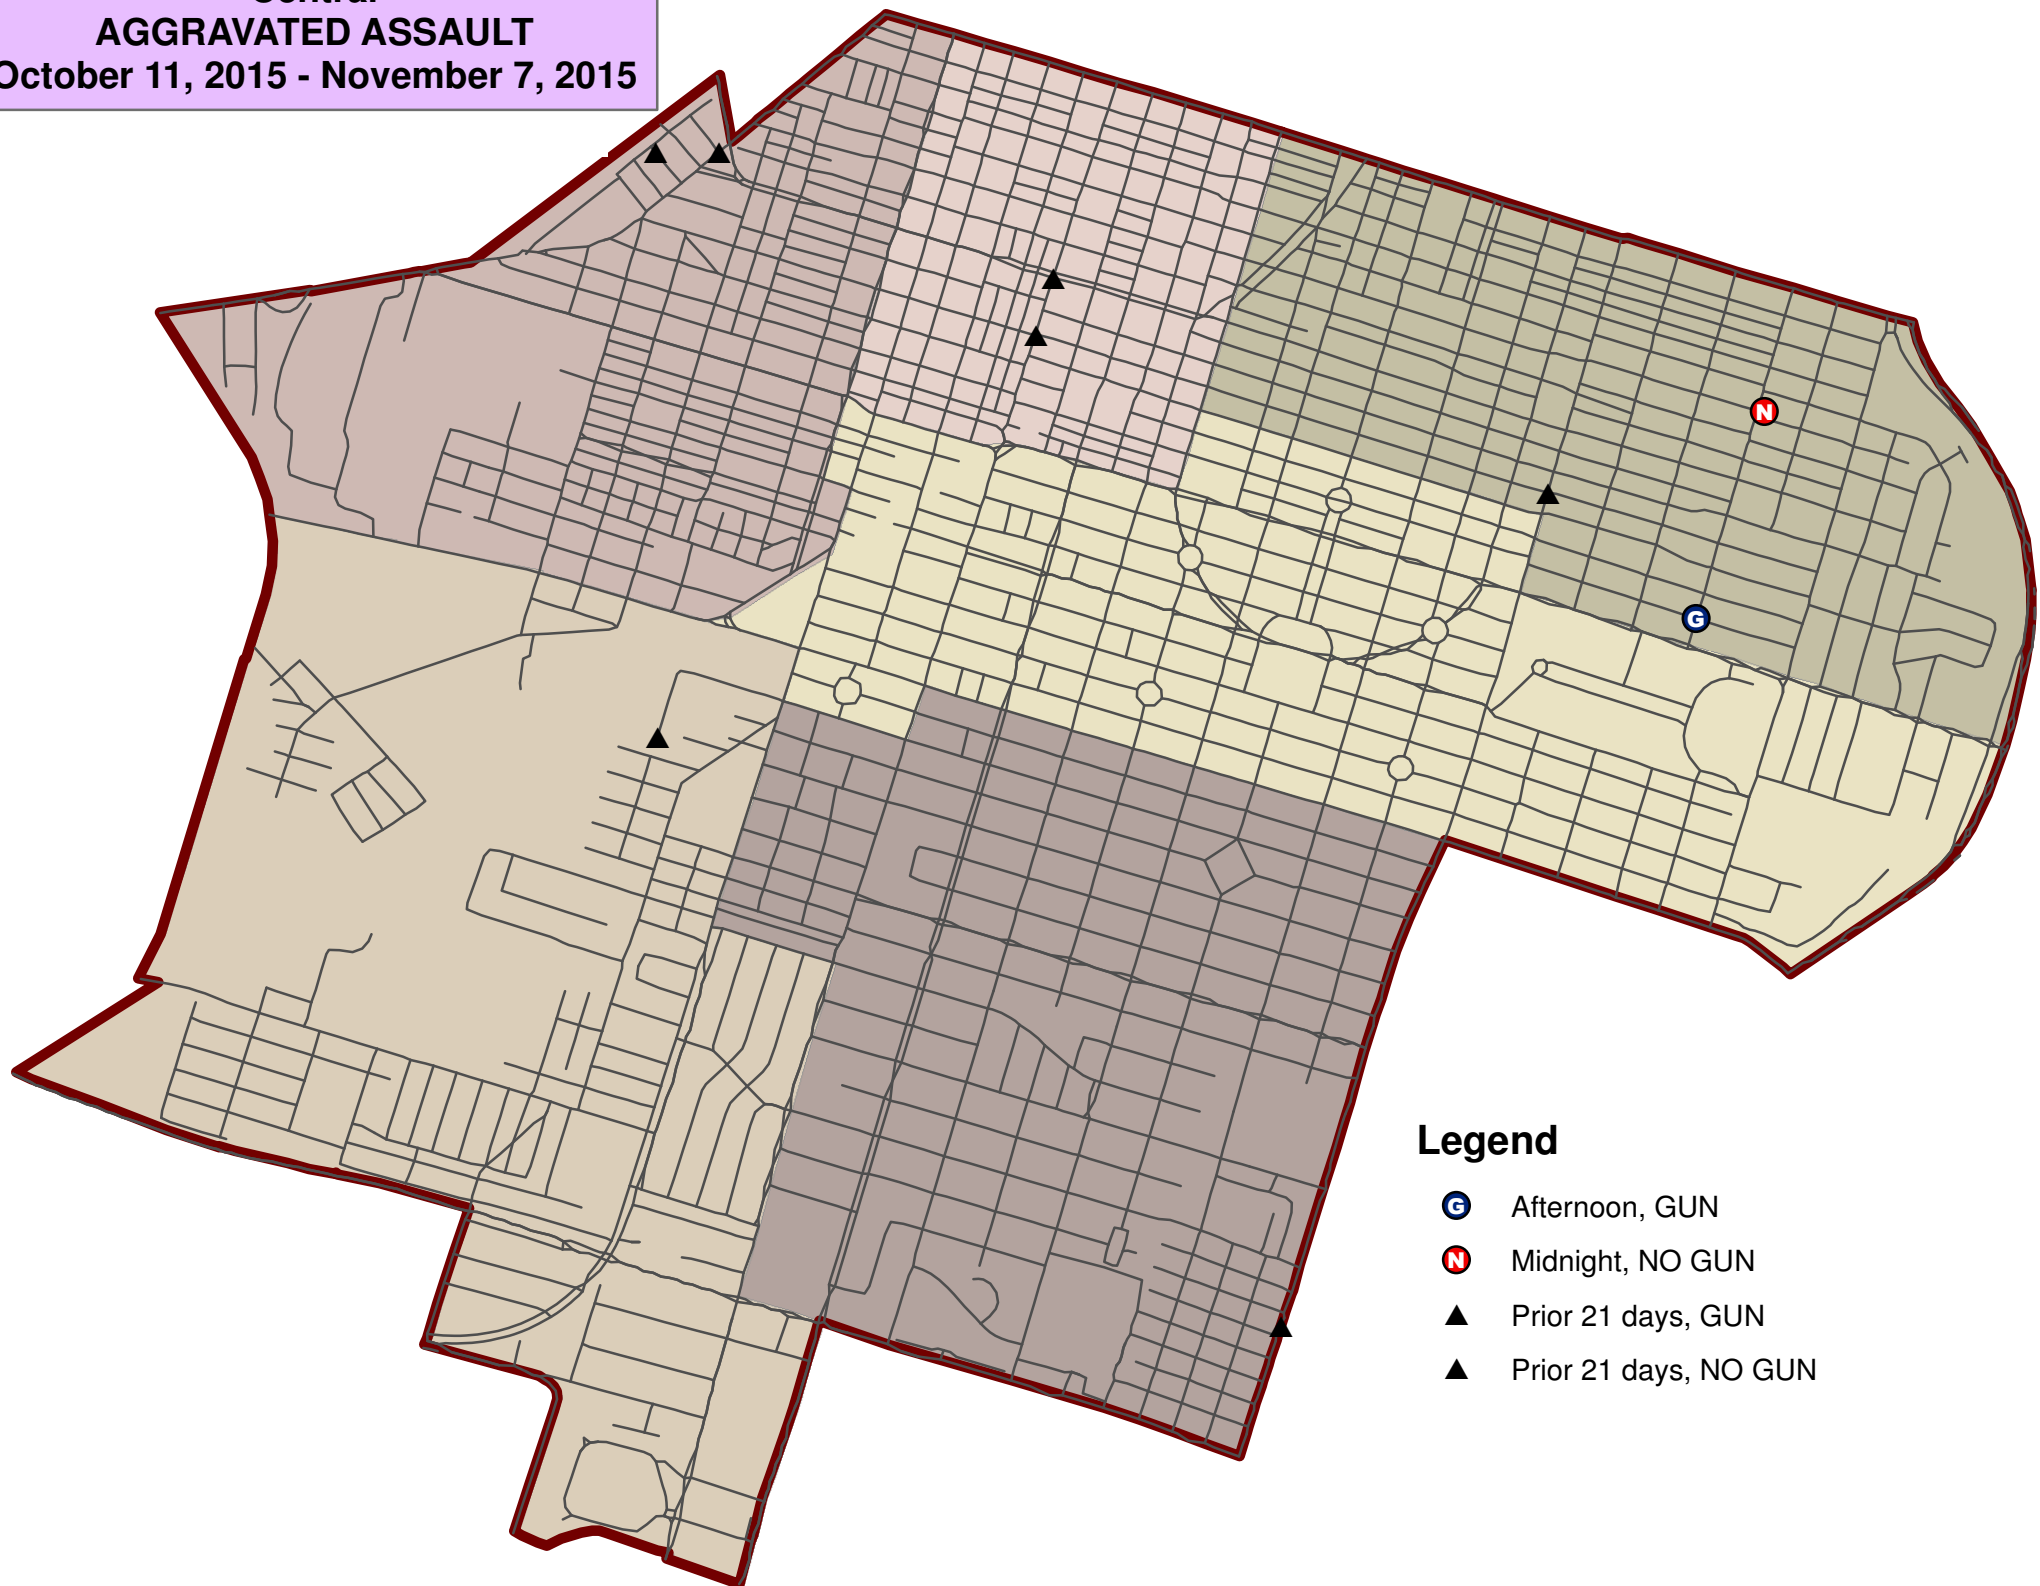 Central
AGGRAVATED ASSAULT
October 11, 2015 - November 7, 2015
N
G
Legend
G Afternoon, GUN
N Midnight, NO GUN
Prior 21 days, GUN
Prior 21 days, NO GUN